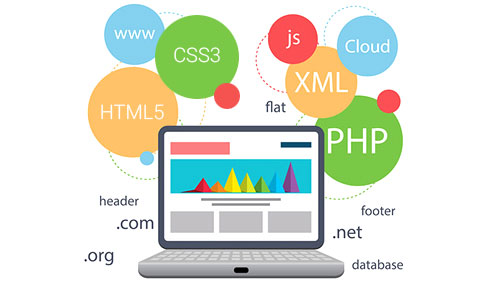 www
CSS3
js
Cloud
XML
HTML5
flat
PHP
header
footer
.com
.net
.org
database